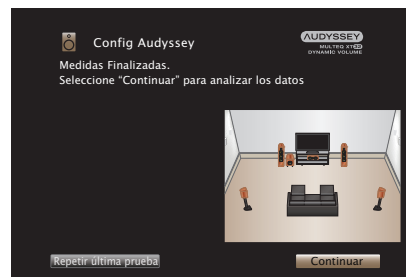 Config Audyssey
AUDYSSEY
MULTEQ XT32
DYNAMIC VOLUME
Medidas Finalizadas.
Seleccione “Continuar” para analizar los datos
Repetir última prueba
Continuar